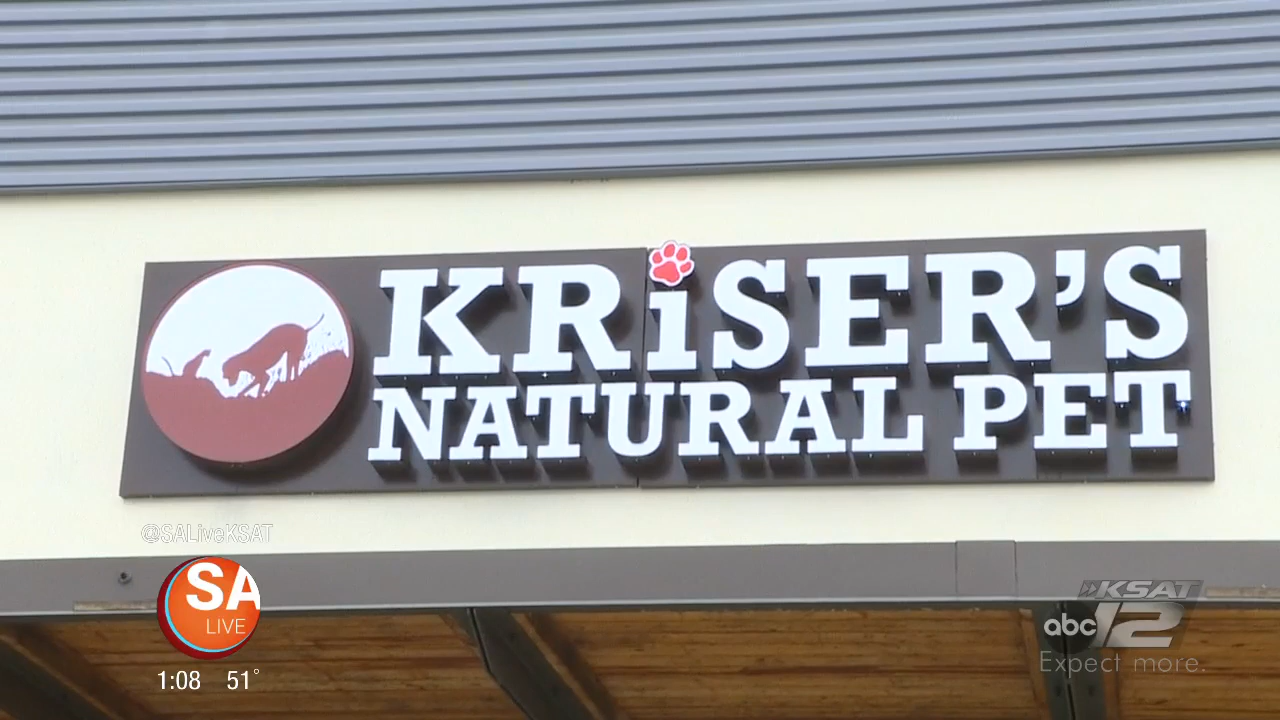 KRiSER'S
NATURAL PET
@SALiveKSAT
SA
LIVE
1:08 51°
KSAT
abc 12
Expect more.